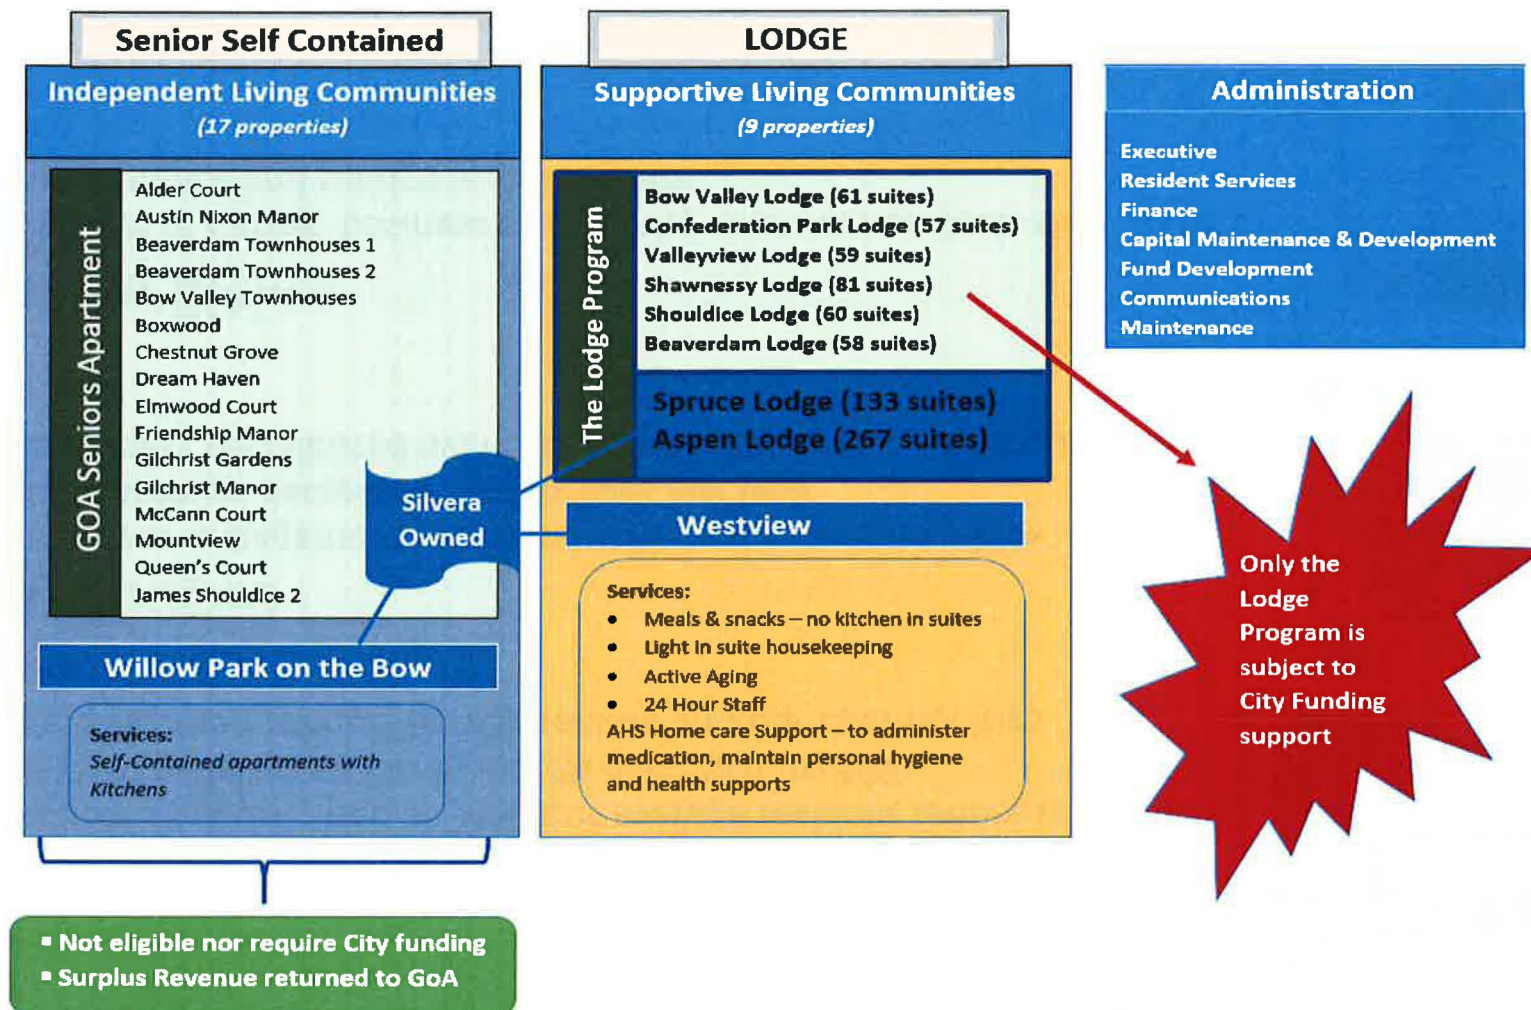 Senior Self Contained
Independent Living Communities
(17 properties)
GOA Seniors Apartment
Alder Court
Austin Nixon Manor
Beaverdam Townhouses 1
Beaverdam Townhouses 2
Bow Valley Townhouses
Boxwood
Chestnut Grove
Dream Haven
Elmwood Court
Friendship Manor
Gilchrist Gardens
Gilchrist Manor
McCann Court
Mountview
Queen's Court
James Shouldice 2
Willow Park on the Bow
Services:
Self-Contained apartments with
Kitchens
▪ Not eligible nor require City funding
▪ Surplus Revenue returned to GoA
Silvera
Owned
LODGE
Supportive Living Communities
(9 properties)
The Lodge Program
Bow Valley Lodge (61 suites)
Confederation Park Lodge (57 suites)
Valleyview Lodge (59 suites)
Shawnessy Lodge (81 suites)
Shouldice Lodge (60 suites)
Beaverdam Lodge (58 suites)
Spruce Lodge (133 suites)
Aspen Lodge (267 suites)
Westview
Services:
• Meals & snacks – no kitchen in suites
• Light in suite housekeeping
• Active Aging
• 24 Hour Staff
AHS Home care Support – to administer
medication, maintain personal hygiene
and health supports
Administration
Executive
Resident Services
Finance
Capital Maintenance & Development
Fund Development
Communications
Maintenance
Only the
Lodge
Program is
subject to
City Funding
support